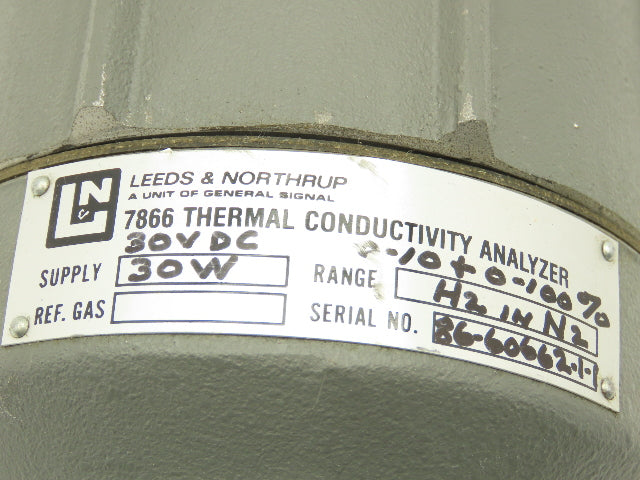 L&N
LEEDS & NORTHRUP
A UNIT OF GENERAL SIGNAL
7866 THERMAL CONDUCTIVITY ANALYZER
30VDC
SUPPLY 30W
RANGE 0-10 + 0-100%
H2 IN N2
REF. GAS
SERIAL NO. 86-60662-1-1